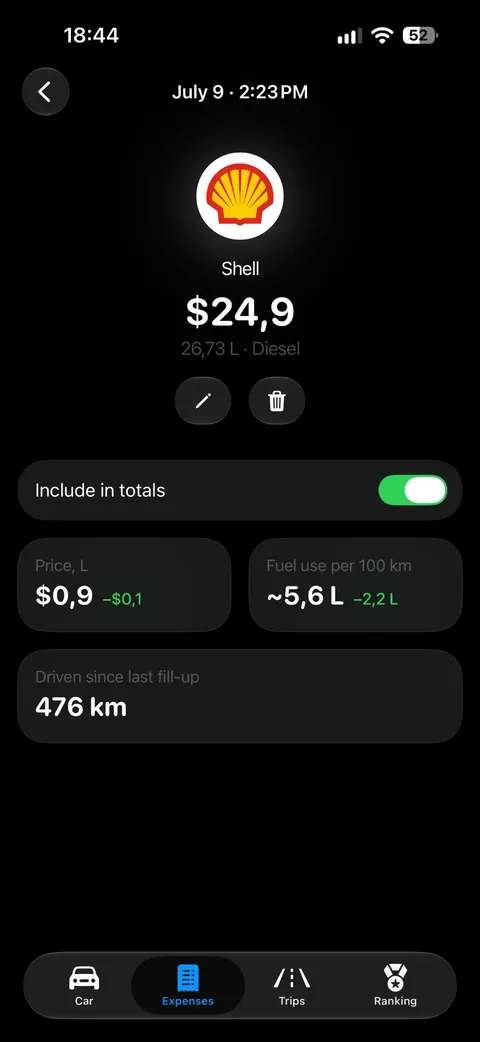 18:44
52
July 9 · 2:23 PM
Shell
$24,9
26,73 L · Diesel
Include in totals
Price, L
$0,9 −$0,1
Fuel use per 100 km
~5,6 L −2,2 L
Driven since last fill-up
476 km
Car
Expenses
Trips
Ranking